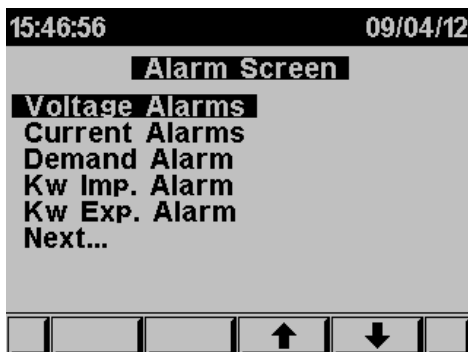 15:46:56 09/04/12
Alarm Screen
Voltage Alarms
Current Alarms
Demand Alarm
Kw Imp. Alarm
Kw Exp. Alarm
Next...